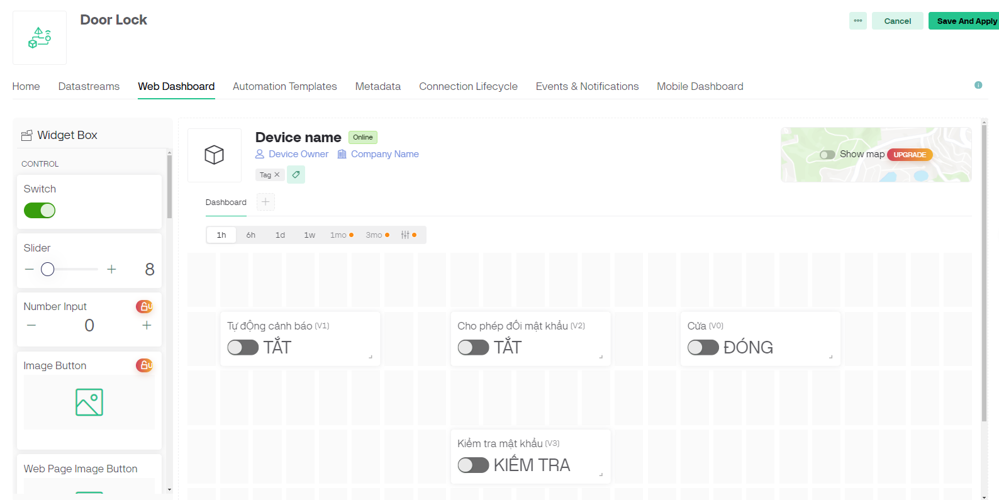 Door Lock
Cancel
Save And Apply
Home
Datastreams
Web Dashboard
Automation Templates
Metadata
Connection Lifecycle
Events & Notifications
Mobile Dashboard
Widget Box
CONTROL
Switch
Slider
8
Number Input
0
Image Button
Web Page Image Button
Device name
Online
Device Owner
Company Name
Tag
Show map
UPGRADE
Dashboard
1h
6h
1d
1w
1mo
3mo
Tự động cảnh báo (V1)
TẮT
Cho phép đổi mật khẩu (V2)
TẮT
Cửa (V0)
ĐÓNG
Kiểm tra mật khẩu (V3)
KIỂM TRA